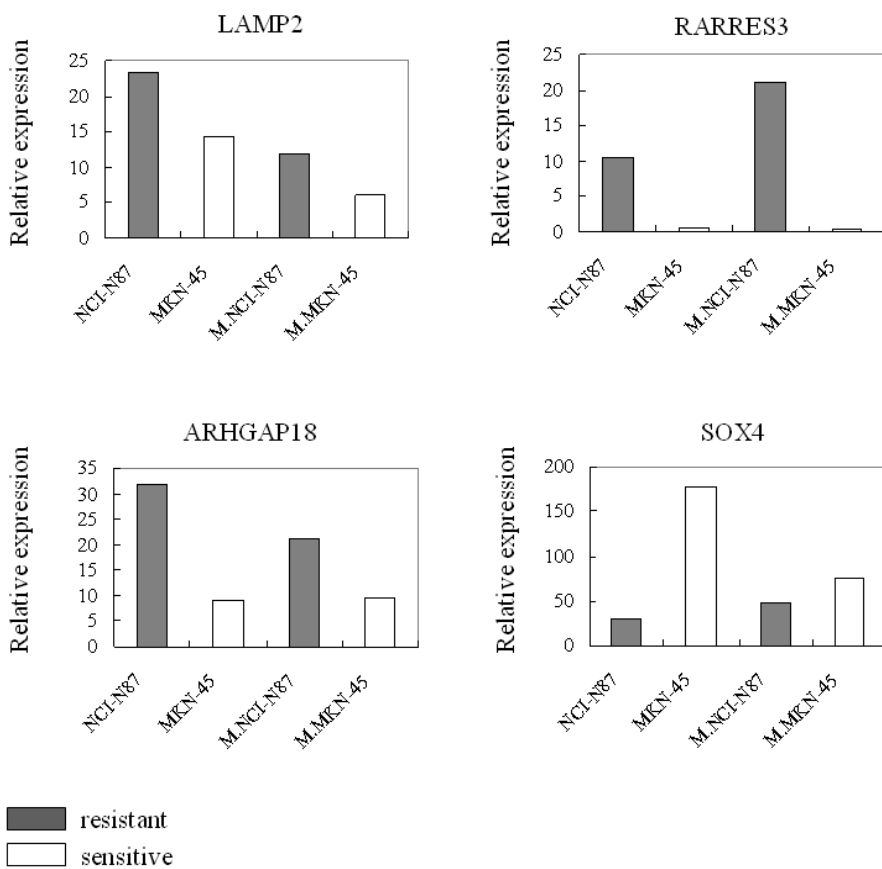 LAMP2
Relative expression
25
20
15
10
5
0
NCI-N87
MKN-45
M.NCI-N87
M.MKN-45
RARRES3
Relative expression
25
20
15
10
5
0
NCI-N87
MKN-45
M.NCI-N87
M.MKN-45
ARHGAP18
Relative expression
35
30
25
20
15
10
5
0
NCI-N87
MKN-45
M.NCI-N87
M.MKN-45
SOX4
Relative expression
200
150
100
50
0
NCI-N87
MKN-45
M.NCI-N87
M.MKN-45
resistant
sensitive